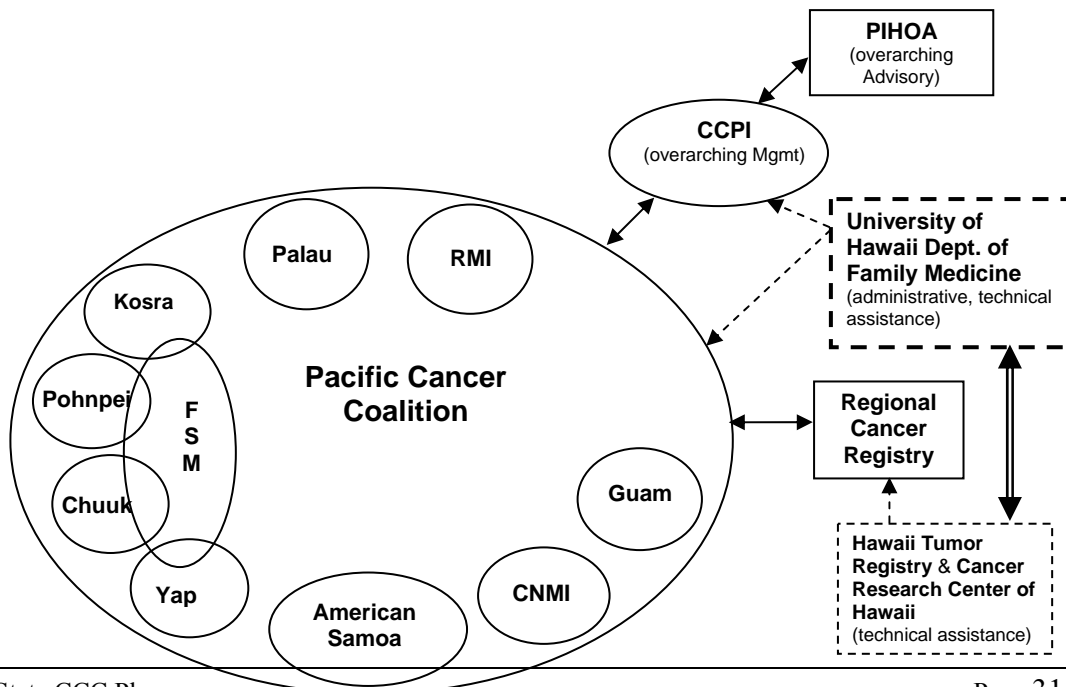 PIHOA
(overarching
Advisory)
CCPI
(overarching Mgmt)
University of
Hawaii Dept. of
Family Medicine
(administrative, technical
assistance)
Palau
RMI
Kosra
Pohnpei
F
S
M
Chuuk
Yap
Pacific Cancer
Coalition
Regional
Cancer
Registry
Guam
CNMI
American
Samoa
Hawaii Tumor
Registry & Cancer
Research Center of
Hawaii
(technical assistance)
31